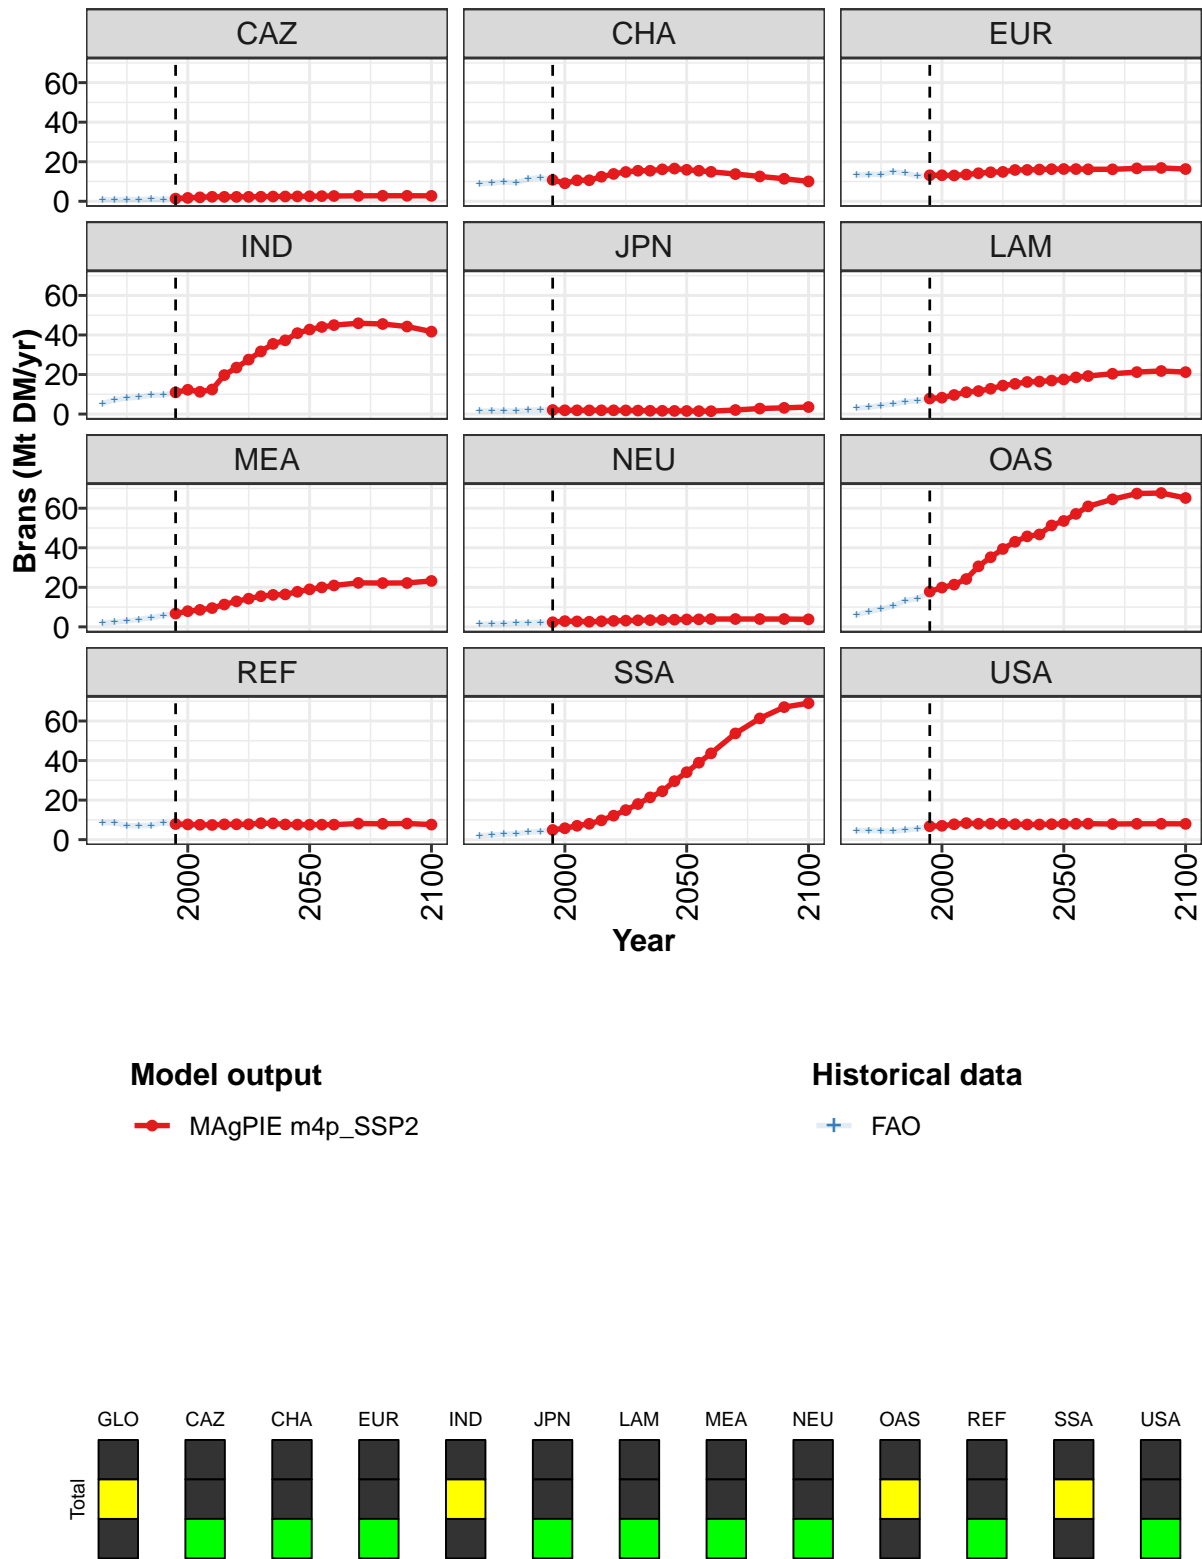 CAZ CHA EUR
60
40
20
0
IND JPN LAM
60
40
20
0
MEA NEU OAS
60
40
20
0
REF SSA USA
60
40
20
0
Brans (Mt DM/yr)
2000 2050 2100 2000 2050 2100 2000 2050 2100
Year
Model output Historical data
MAgPIE m4p_SSP2 FAO
GLO CAZ CHA EUR IND JPN LAM MEA NEU OAS REF SSA USA
Total